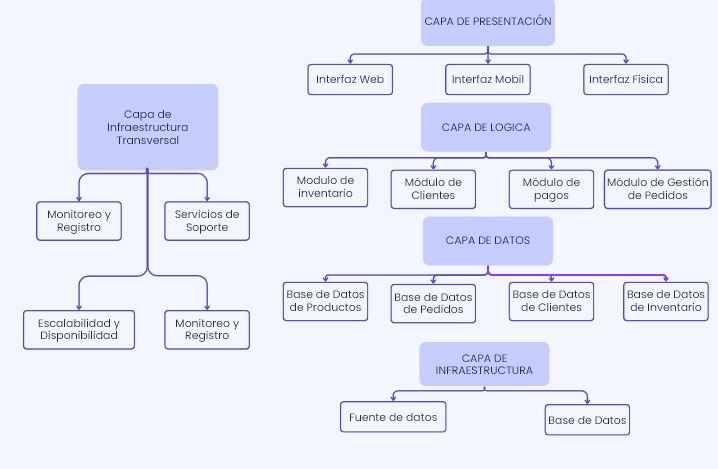 CAPA DE PRESENTACIÓN
Interfaz Web
Interfaz Mobil
Interfaz Fisica
Capa de
Infraestructura
Transversal
Monitoreo y
Registro
Servicios de
Soporte
Escalabilidad y
Disponibilidad
Monitoreo y
Registro
CAPA DE LOGICA
Modulo de
inventario
Módulo de
Clientes
Módulo de
pagos
Módulo de Gestión
de Pedidos
CAPA DE DATOS
Base de Datos
de Productos
Base de Datos
de Pedidos
Base de Datos
de Clientes
Base de Datos
de Inventario
CAPA DE
INFRAESTRUCTURA
Fuente de datos
Base de Datos